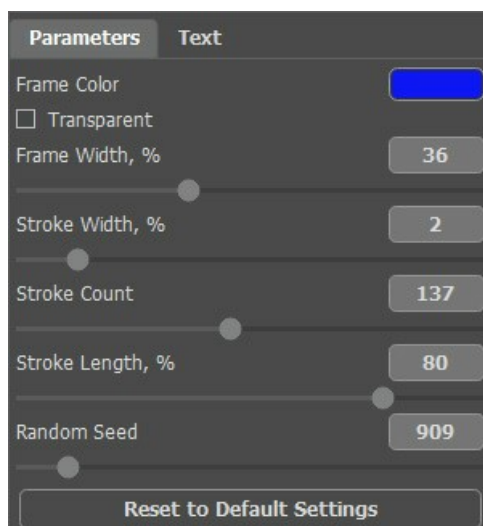 Parameters Text
Frame Color
Transparent
Frame Width, % 36
Stroke Width, % 2
Stroke Count 137
Stroke Length, % 80
Random Seed 909
Reset to Default Settings